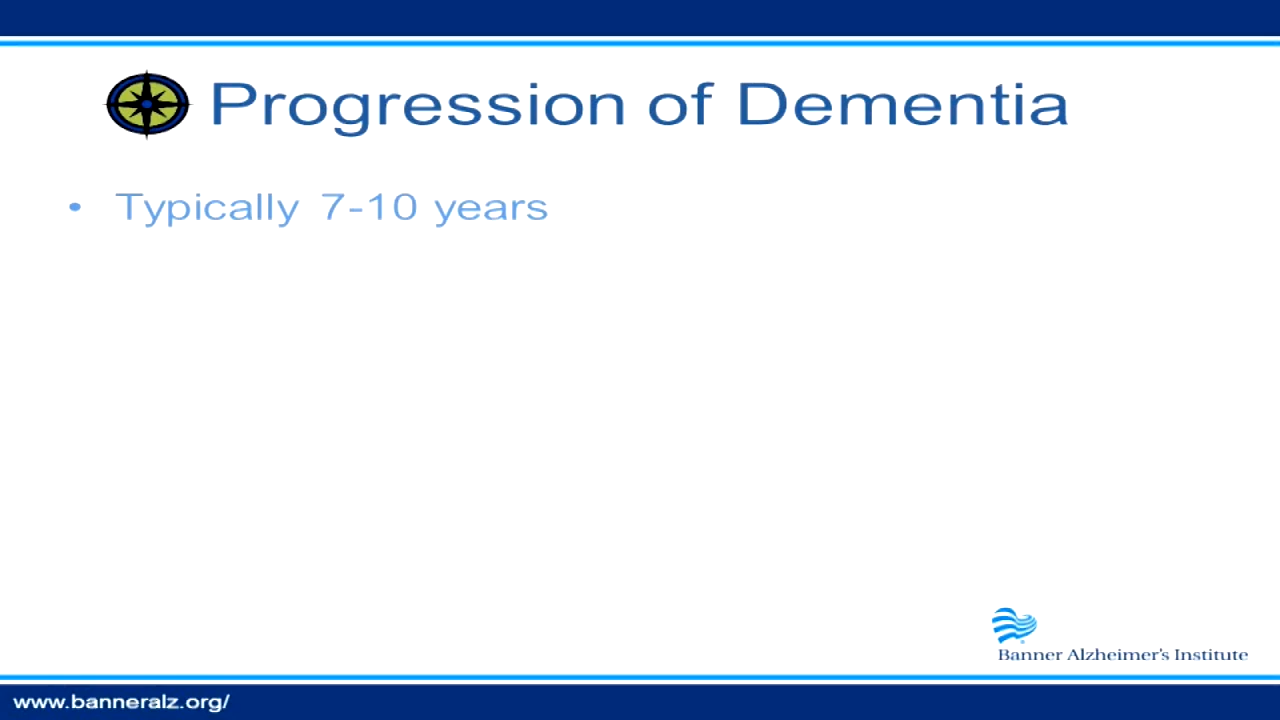 Progression of Dementia
• Typically 7-10 years
Banner Alzheimer's Institute
www.banneralz.org/